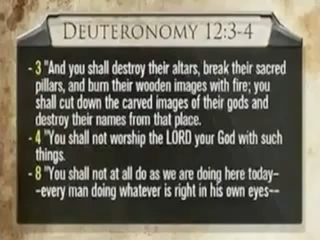 DEUTERONOMY 12:3-4
- 3 "And you shall destroy their altars, break their sacred
pillars, and burn their wooden images with fire; you
shall cut down the carved images of their gods and
destroy their names from that place.
- 4 "You shall not worship the LORD your God with such
things.
- 8 "You shall not at all do as we are doing here today--
-every man doing whatever is right in his own eyes--